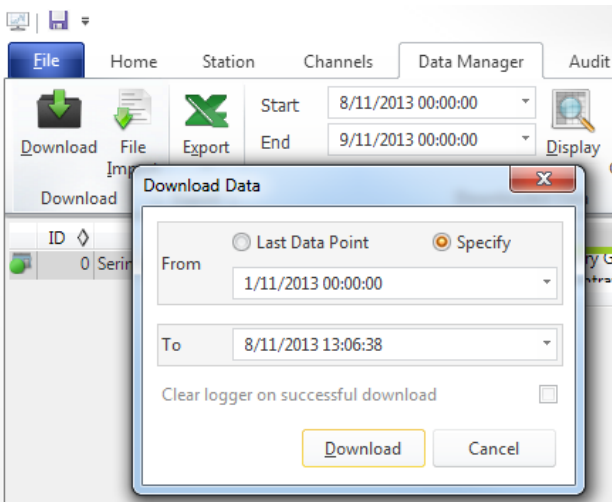 File Home Station Channels Data Manager Audit
Start 8/11/2013 00:00:00
Download File Export End 9/11/2013 00:00:00 Display
Download
Download Data
ID
0
Last Data Point Specify
From
1/11/2013 00:00:00
To 8/11/2013 13:06:38
Clear logger on successful download
Download Cancel